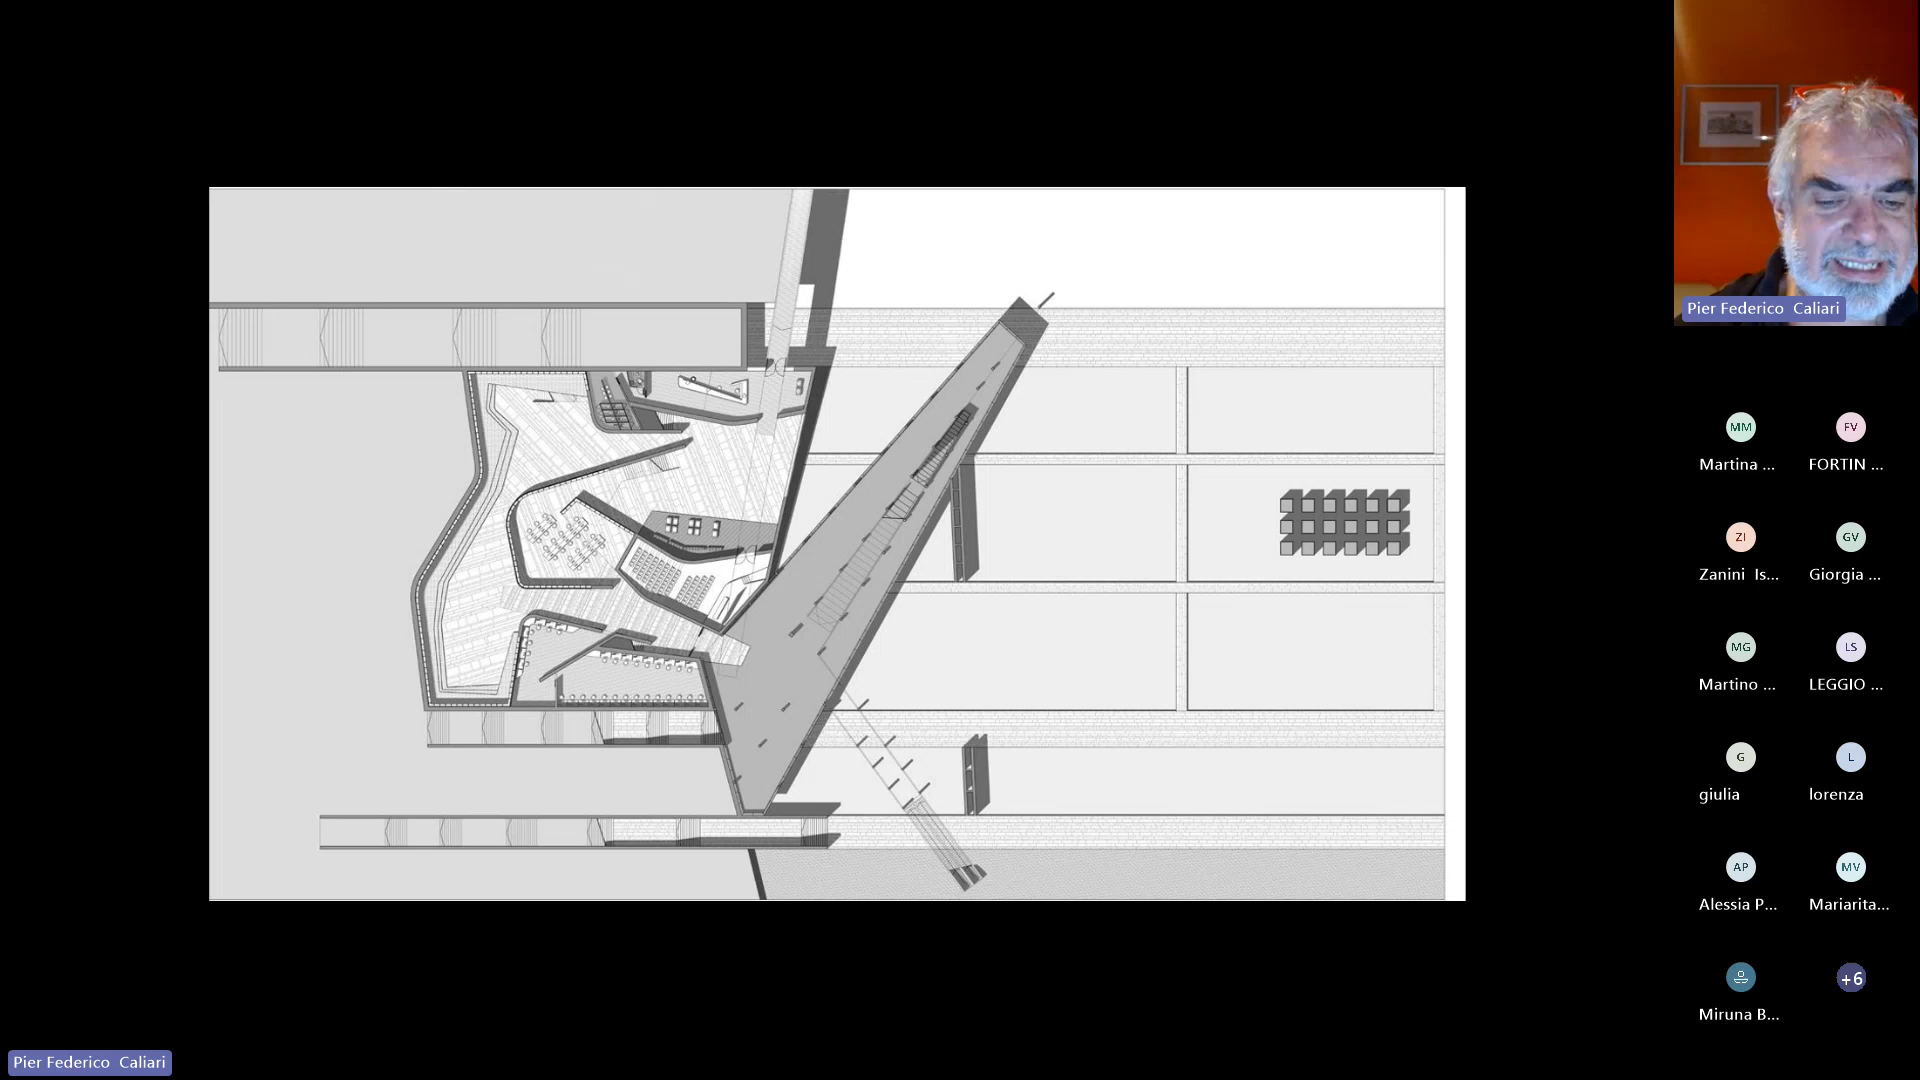 Pier Federico Caliari
MM
FV
Martina ...
FORTIN ...
ZI
GV
Zanini Is...
Giorgia ...
MG
LS
Martino ...
LEGGIO ...
G
L
giulia
lorenza
AP
MV
Alessia P...
Mariarita...
+6
Miruna B...
Pier Federico Caliari